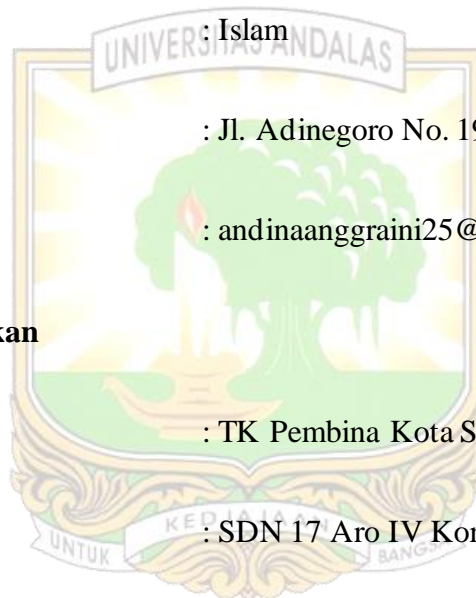 : Islam
UNIVERSITAS ANDALAS
: Jl. Adinegoro No. 19
: andinaanggraini25@
kan
: TK Pembina Kota S
: SDN 17 Aro IV Kor
UNTUK KEDJAJAAN BANGSA